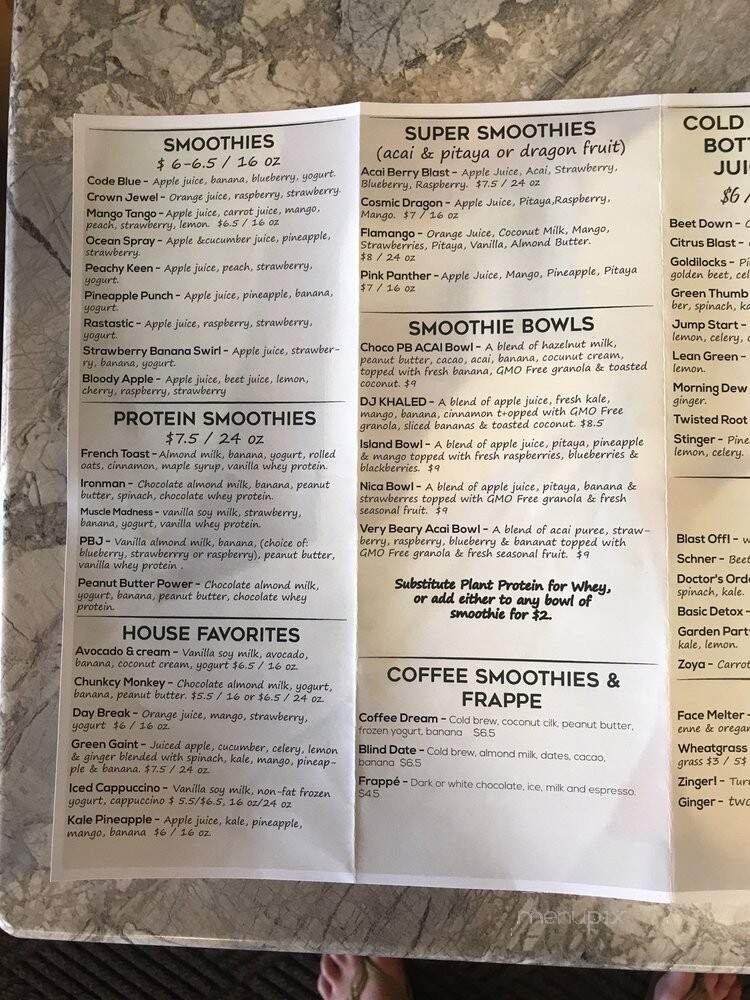 SMOOTHIES
$ 6-6.5 / 16 oz
Code Blue - Apple juice, banana, blueberry, yogurt.
Crown Jewel - Orange juice, raspberry, strawberry.
Mango Tango - Apple juice, carrot juice, mango,
peach, strawberry, lemon. $6.5 / 16 oz
Ocean Spray - Apple &cucumber juice, pineapple,
strawberry.
Peachy Keen - Apple juice, peach, strawberry,
yogurt.
Pineapple Punch - Apple juice, pineapple, banana,
yogurt.
Rastastic - Apple juice, raspberry, strawberry,
yogurt.
Strawberry Banana Swirl - Apple juice, strawber-
ry, banana, yogurt.
Bloody Apple - Apple juice, beet juice, lemon,
cherry, raspberry, strawberry
PROTEIN SMOOTHIES
$7.5 / 24 oz
French Toast - Almond milk, banana, yogurt, rolled
oats, cinnamon, maple syrup, vanilla whey protein.
Ironman - Chocolate almond milk, banana, peanut
butter, spinach, chocolate whey protein.
Muscle Madness - vanilla soy milk, strawberry,
banana, yogurt, vanilla whey protein.
PBJ - Vanilla almond milk, banana, (choice of:
blueberry, strawberrry or raspberry), peanut butter,
vanilla whey protein .
Peanut Butter Power - Chocolate almond milk,
yogurt, banana, peanut butter, chocolate whey
protein.
HOUSE FAVORITES
Avocado & cream - Vanilla soy milk, avocado,
banana, coconut cream, yogurt $6.5 / 16 oz.
Chunkcy Monkey - Chocolate almond milk, yogurt,
banana, peanut butter. $5.5 / 16 or $6.5 / 24 oz.
Day Break - Orange juice, mango, strawberry,
yogurt $6 / 16 oz.
Green Gaint - Juiced apple, cucumber, celery, lemon
& ginger blended with spinach, kale, mango, pineap-
ple & banana. $7.5 / 24 oz.
Iced Cappuccino - Vanilla soy milk, non-fat frozen
yogurt, cappuccino $ 5.5/$6.5, 16 oz/24 oz
Kale Pineapple - Apple juice, kale, pineapple,
mango, banana $6 / 16 oz.
SUPER SMOOTHIES
(acai & pitaya or dragon fruit)
Acai Berry Blast - Apple Juice, Acai, Strawberry,
Blueberry, Raspberry. $7.5 / 24 oz
Cosmic Dragon - Apple Juice, Pitaya,Raspberry,
Mango. $7 / 16 oz
Flamango - Orange Juice, Coconut Milk, Mango,
Strawberries, Pitaya, Vanilla, Almond Butter.
$8 / 24 oz
Pink Panther - Apple Juice, Mango, Pineapple, Pitaya
$7 / 16 oz
SMOOTHIE BOWLS
Choco PB ACAI Bowl - A blend of hazelnut milk,
peanut butter, cacao, acai, banana, cocunut cream,
topped with fresh banana, GMO Free granola & toasted
coconut. $9
DJ KHALED - A blend of apple juice, fresh kale,
mango, banana, cinnamon t+opped with GMO Free
granola, sliced bananas & toasted coconut. $8.5
Island Bowl - A blend of apple juice, pitaya, pineapple
& mango topped with fresh raspberries, blueberries &
blackberries. $9
Nica Bowl - A blend of apple juice, pitaya, banana &
strawberres topped with GMO Free granola & fresh
seasonal fruit. $9
Very Beary Acai Bowl - A blend of acai puree, straw-
berry, raspberry, blueberry & bananat topped with
GMO Free granola & fresh seasonal fruit. $9
Substitute Plant Protein for Whey,
or add either to any bowl of
smoothie for $2.
COFFEE SMOOTHIES &
FRAPPE
Coffee Dream - Cold brew, coconut cilk, peanut butter,
frozen yogurt, banana $6.5
Blind Date - Cold brew, almond milk, dates, cacao,
banana $6.5
Frappé - Dark or white chocolate, ice, milk and espresso.
$4.5
COLD
BOTT
JUI
$6 /
Beet Down -
Citrus Blast -
Goldilocks - Pi
golden beet, cel
Green Thumb
ber, spinach, ka
Jump Start -
lemon, celery,
Lean Green -
lemon.
Morning Dew
ginger.
Twisted Root
Stinger - Pine
lemon, celery.
Blast Off! - w
Schner - Beet
Doctor's Orde
spinach, kale.
Basic Detox -
Garden Party
kale, lemon.
Zoya - Carrot
Face Melter -
enne & oregan
Wheatgrass
grass $3 / 5$
Zinger! - Tur
Ginger - two
menupix